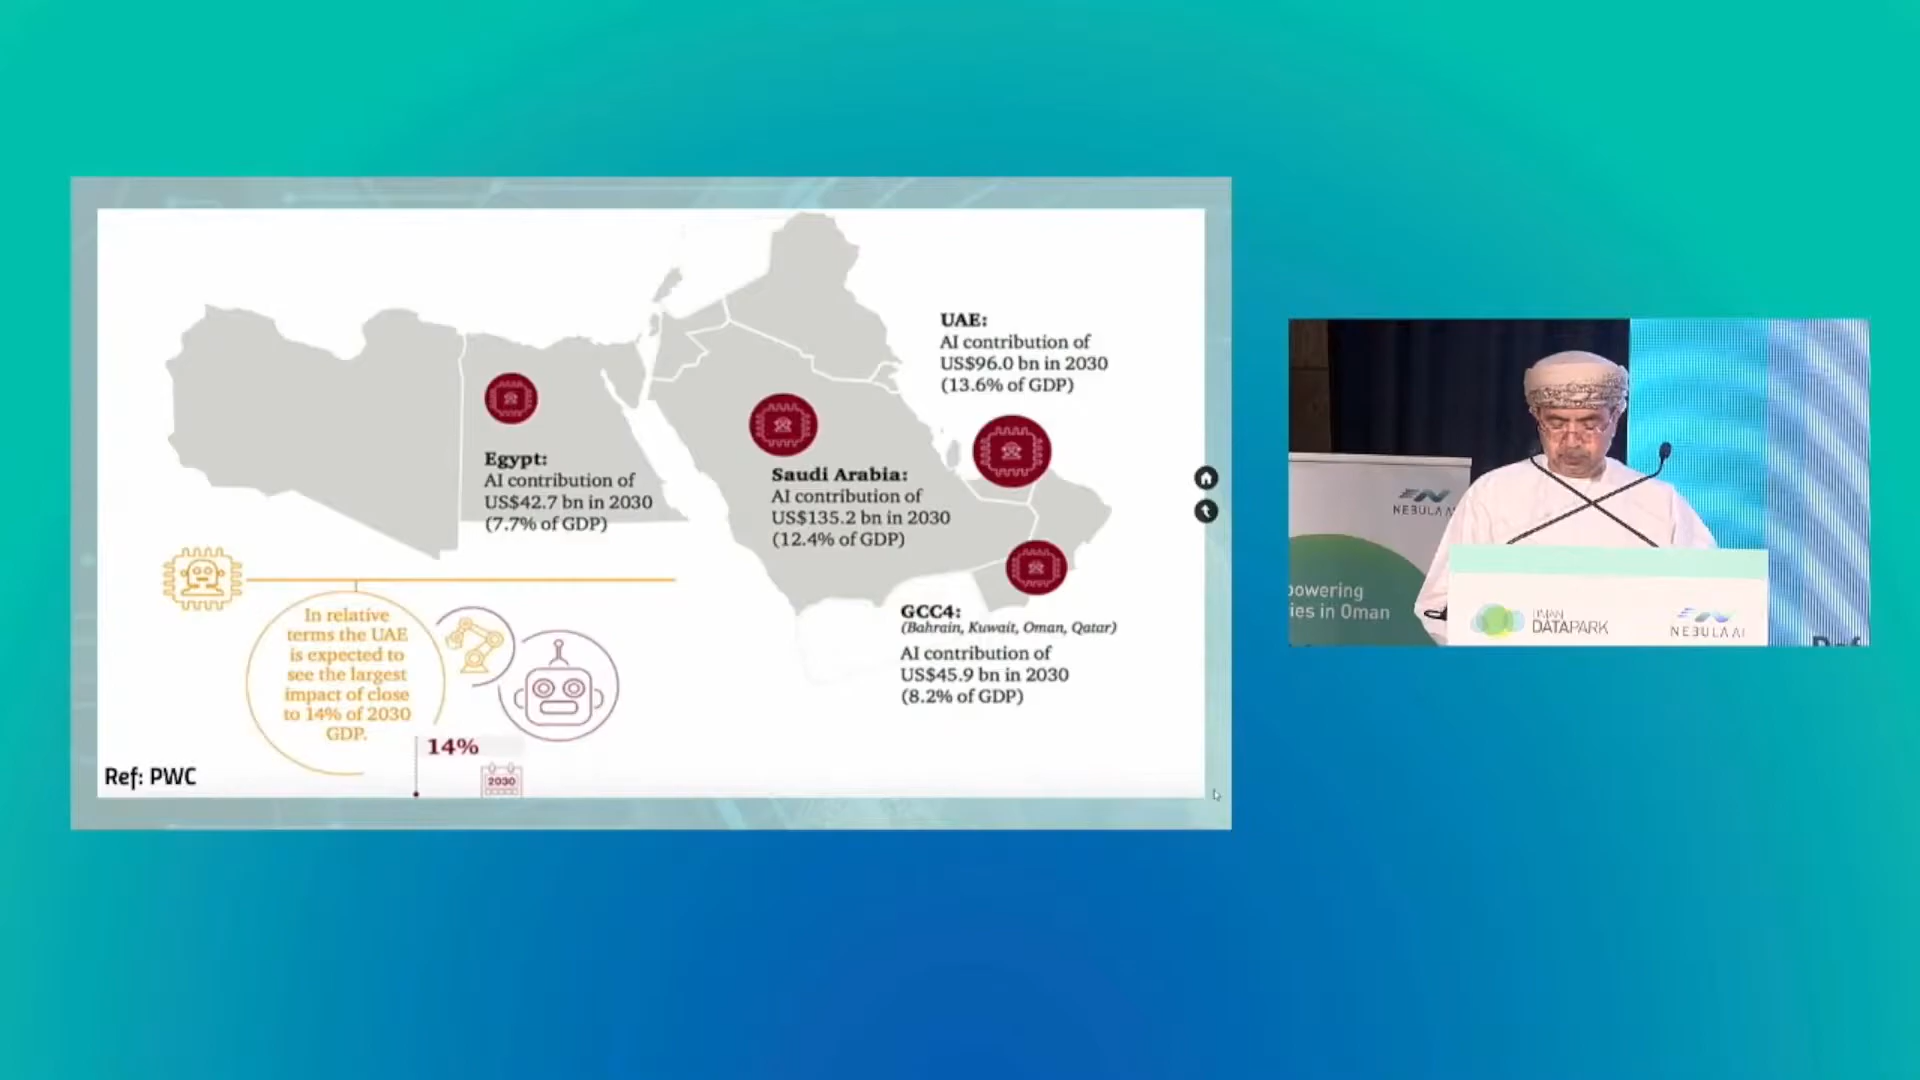 UAE:
AI contribution of
US$96.0 bn in 2030
(13.6% of GDP)
Egypt:
AI contribution of
US$42.7 bn in 2030
(7.7% of GDP)
Saudi Arabia:
AI contribution of
US$135.2 bn in 2030
(12.4% of GDP)
GCC4:
(Bahrain, Kuwait, Oman, Qatar)
AI contribution of
US$45.9 bn in 2030
(8.2% of GDP)
In relative
terms the UAE
is expected to
see the largest
impact of close
to 14% of 2030
GDP.
14%
2030
Ref: PWC
NEBULA
powering
ies in Oman
OMAN
DATAPARK
NEBULA AI